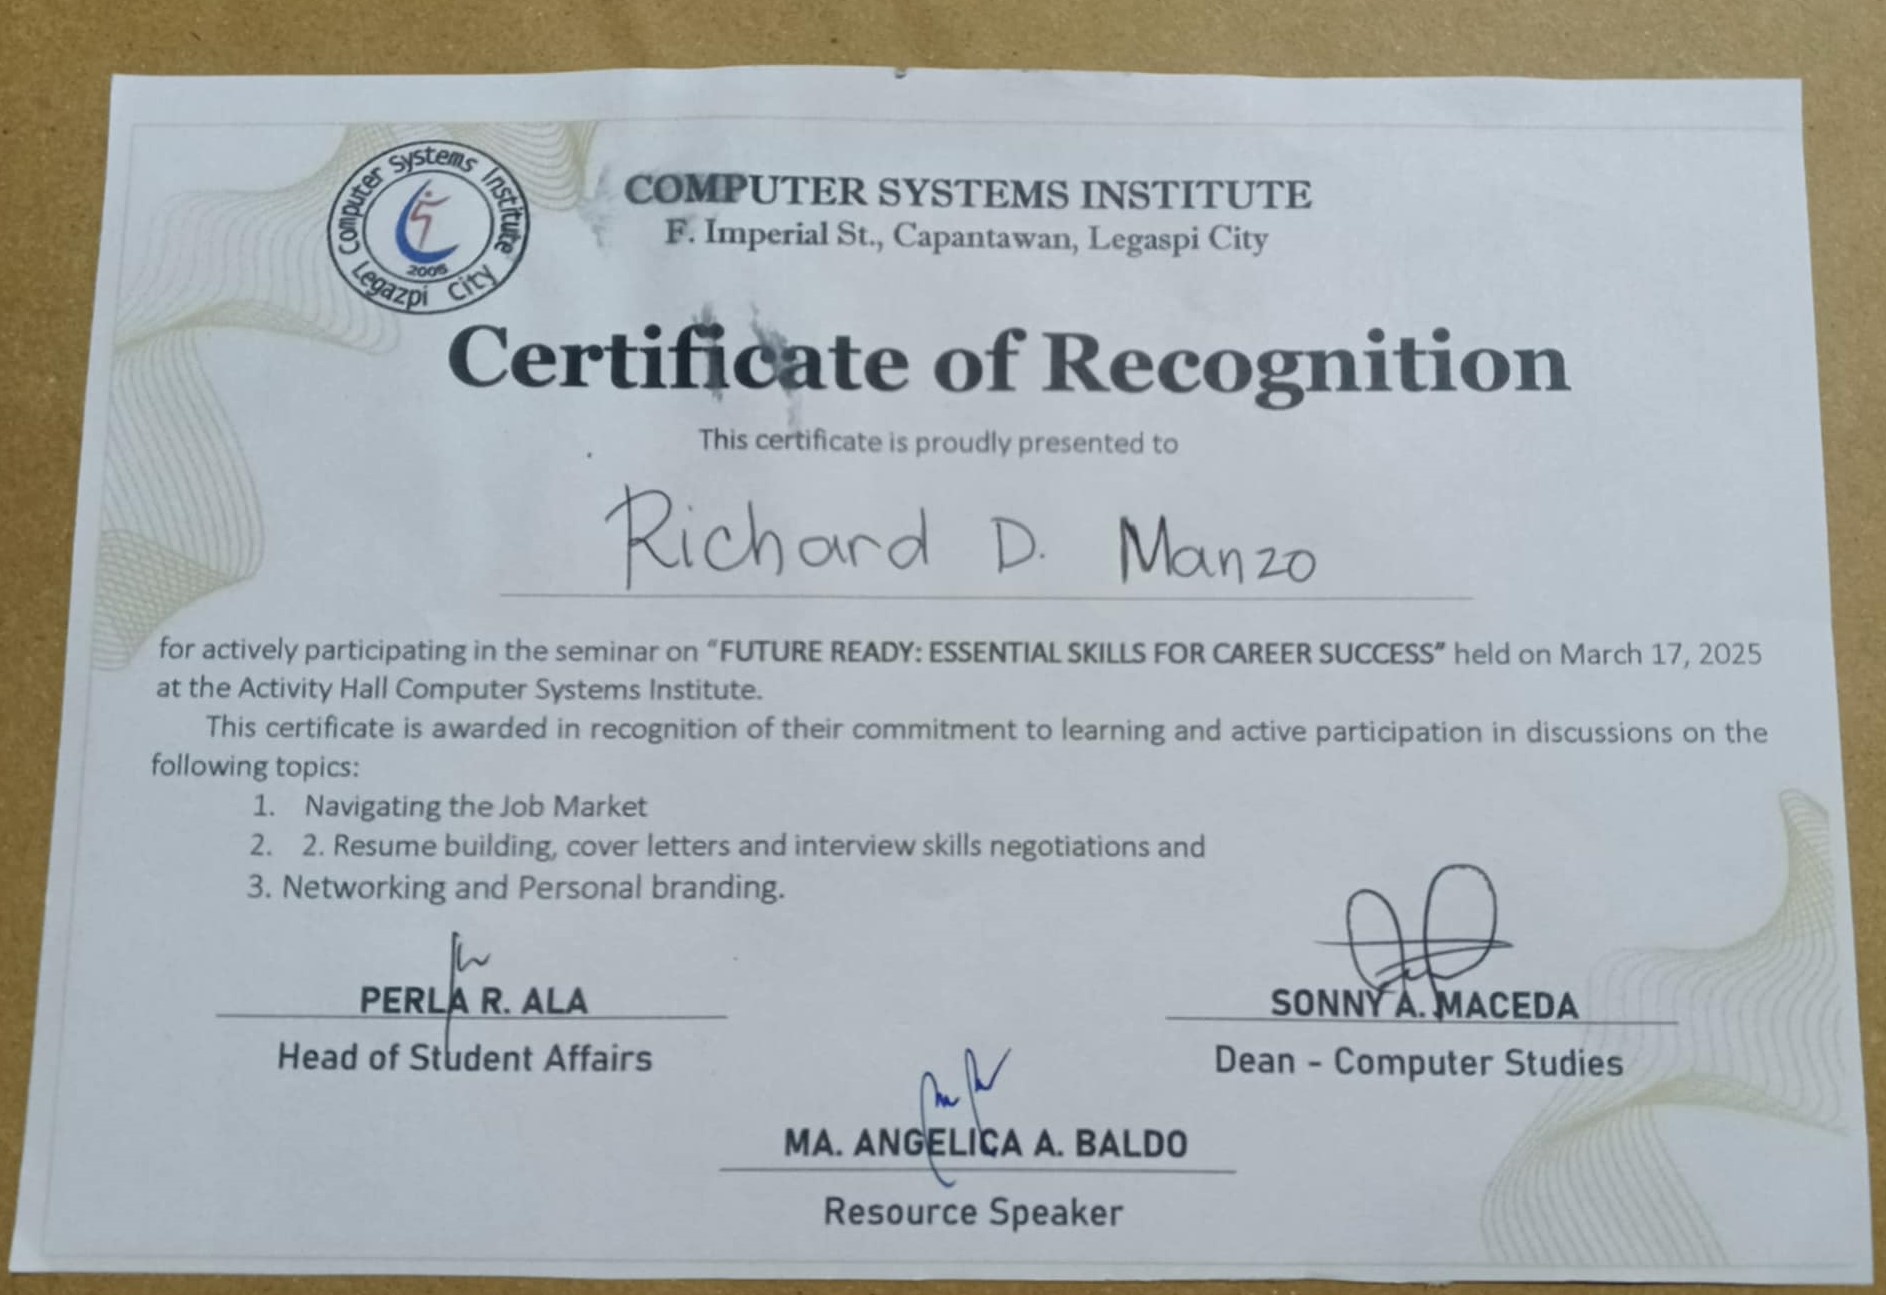 Computer Systems Institute
2005
Legazpi City
COMPUTER SYSTEMS INSTITUTE
F. Imperial St., Capantawan, Legaspi City
Certificate of Recognition
This certificate is proudly presented to
Richard D. Manzo
for actively participating in the seminar on "FUTURE READY: ESSENTIAL SKILLS FOR CAREER SUCCESS" held on March 17, 2025
at the Activity Hall Computer Systems Institute.
This certificate is awarded in recognition of their commitment to learning and active participation in discussions on the
following topics:
1. Navigating the Job Market
2. 2. Resume building, cover letters and interview skills negotiations and
3. Networking and Personal branding.
PERLA R. ALA
Head of Student Affairs
SONNY A. MACEDA
Dean - Computer Studies
MA. ANGELICA A. BALDO
Resource Speaker